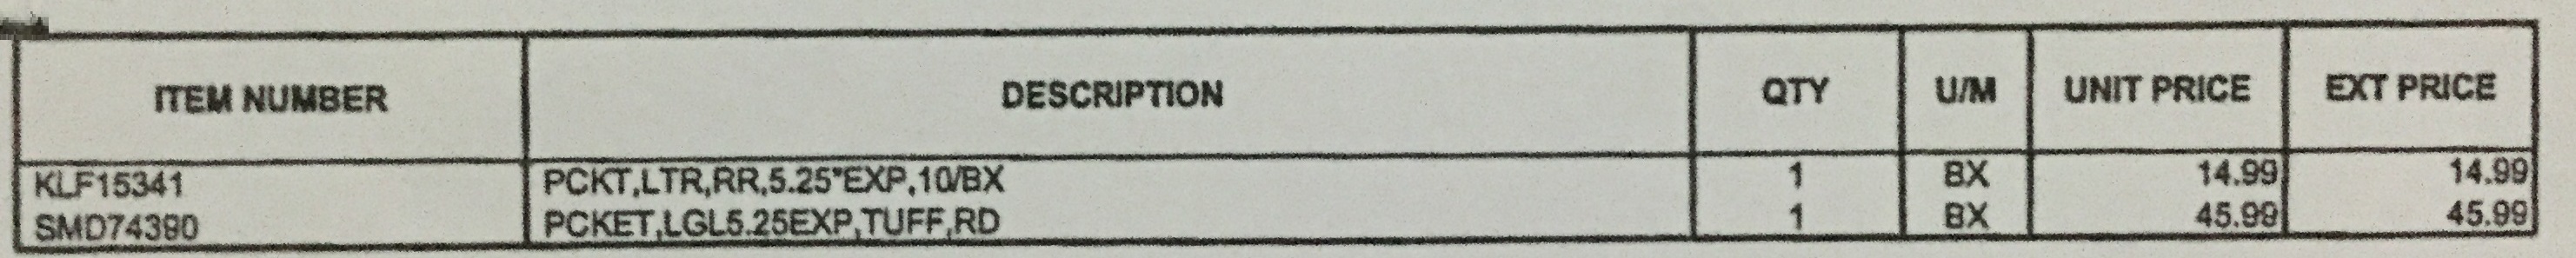 ITEM NUMBER DESCRIPTION QTY U/M UNIT PRICE EXT PRICE
KLF15341 PCKT,LTR,RR,5.25"EXP,10/BX 1 BX 14.99 14.99
SMD74390 PCKET,LGL5.25EXP,TUFF,RD 1 BX 45.99 45.99